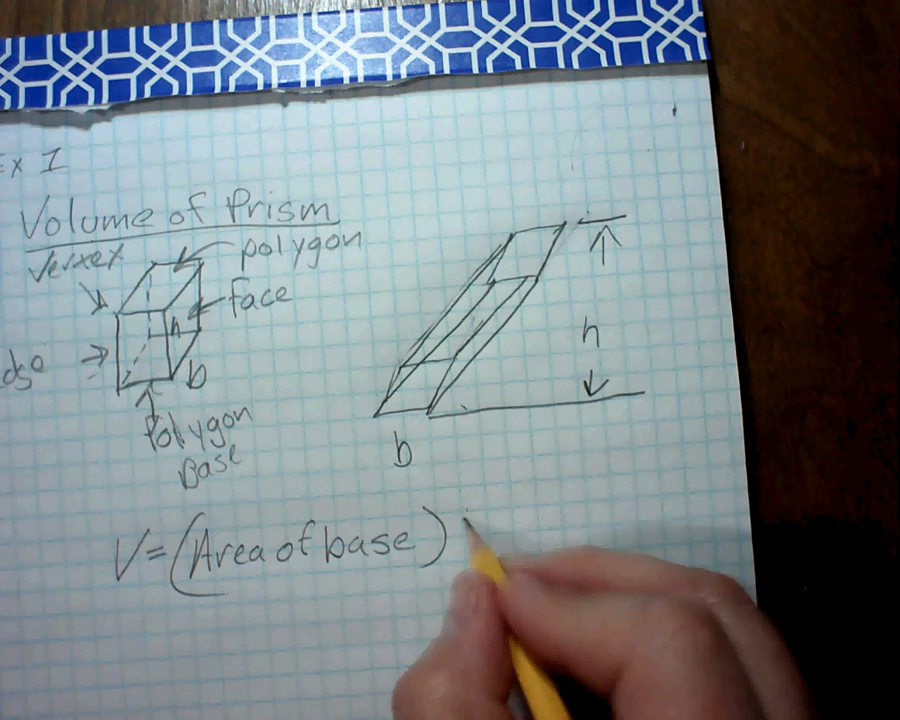 Ex 1
Volume of Prism
Vertex
polygon
face
h
b
Polygon
Base
h
b
V = (Area of base)